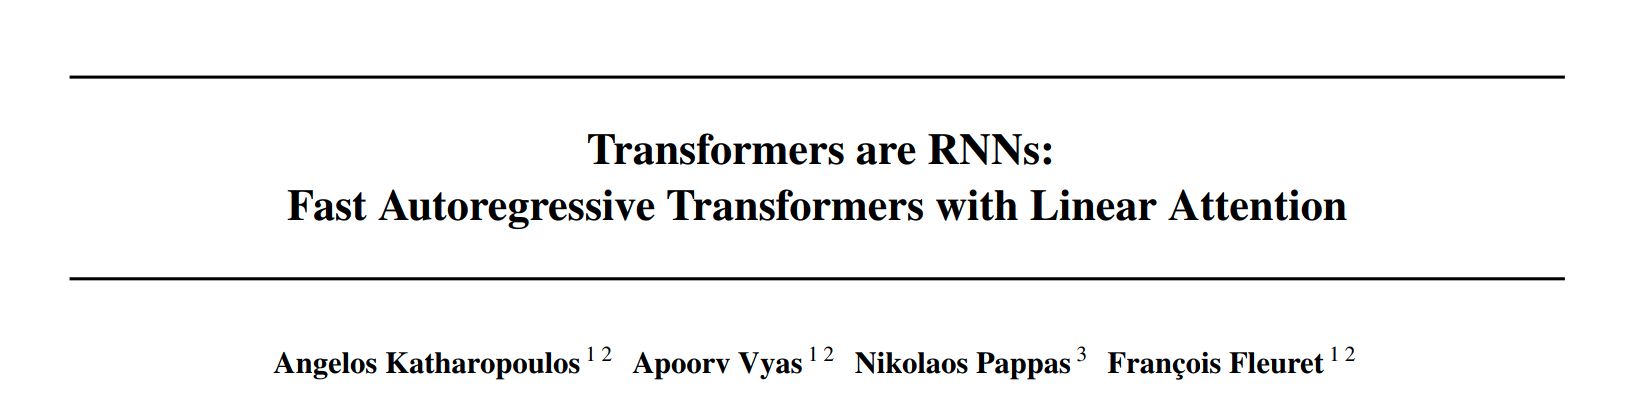 Transformers are RNNs:
Fast Autoregressive Transformers with Linear Attention
Angelos Katharopoulos 1 2 Apoorv Vyas 1 2 Nikolaos Pappas 3 François Fleuret 1 2